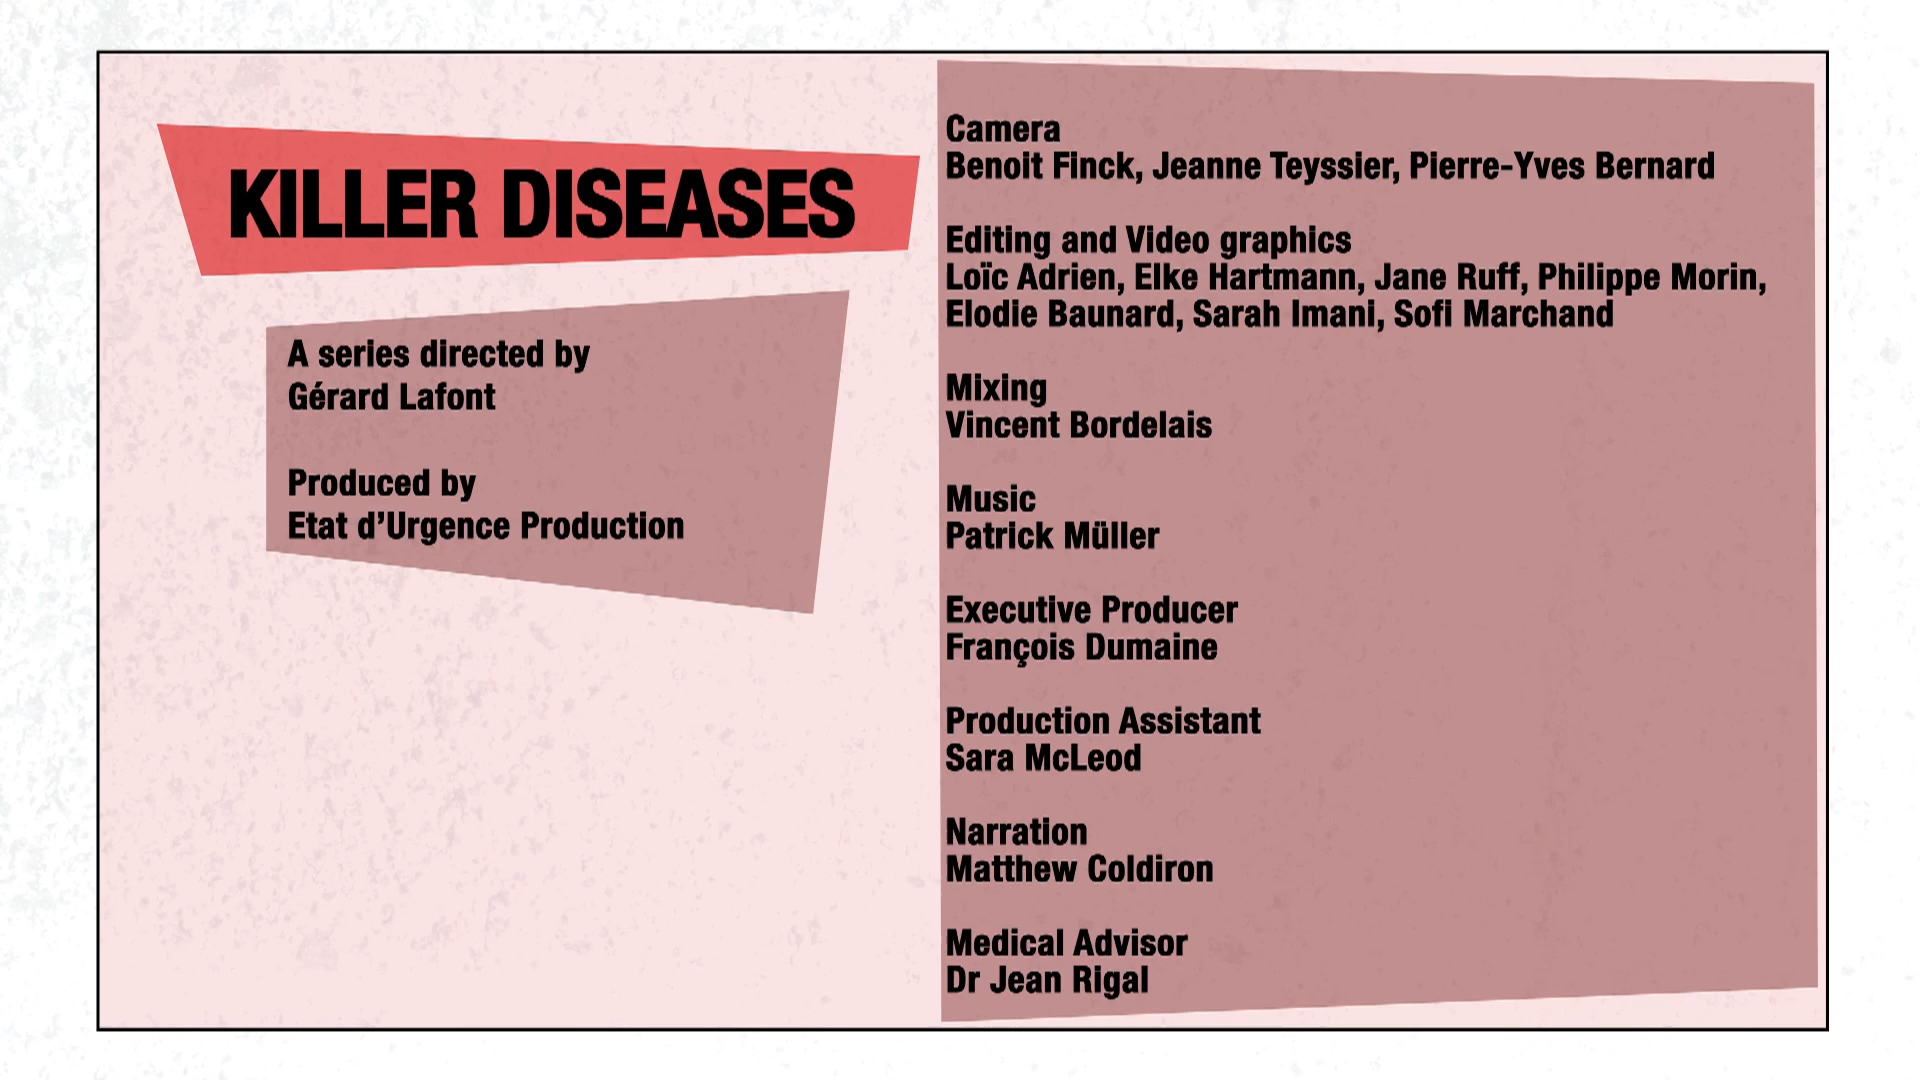 KILLER DISEASES
A series directed by
Gérard Lafont
Produced by
Etat d’Urgence Production
Camera
Benoit Finck, Jeanne Teyssier, Pierre-Yves Bernard
Editing and Video graphics
Loïc Adrien, Elke Hartmann, Jane Ruff, Philippe Morin,
Elodie Baunard, Sarah Imani, Sofi Marchand
Mixing
Vincent Bordelais
Music
Patrick Müller
Executive Producer
François Dumaine
Production Assistant
Sara McLeod
Narration
Matthew Coldiron
Medical Advisor
Dr Jean Rigal